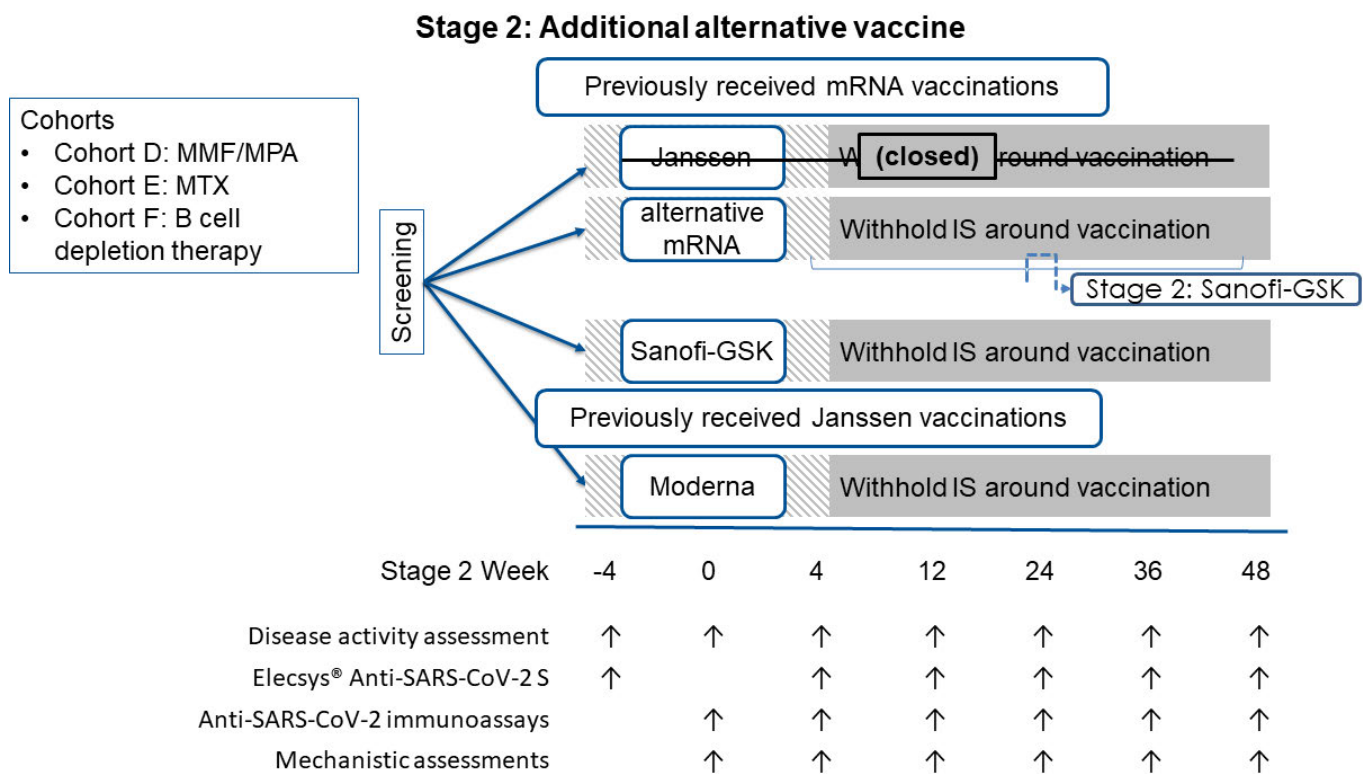 Stage 2: Additional alternative vaccine
Previously received mRNA vaccinations
Cohorts
• Cohort D: MMF/MPA
• Cohort E: MTX
• Cohort F: B cell
depletion therapy
Screening
Janssen
W (closed) around vaccination
alternative
mRNA
Withhold IS around vaccination
Stage 2: Sanofi-GSK
Sanofi-GSK
Withhold IS around vaccination
Previously received Janssen vaccinations
Moderna
Withhold IS around vaccination
Stage 2 Week -4 0 4 12 24 36 48
Disease activity assessment ↑ ↑ ↑ ↑ ↑ ↑ ↑
Elecsys® Anti-SARS-CoV-2 S ↑ ↑ ↑ ↑ ↑ ↑
Anti-SARS-CoV-2 immunoassays ↑ ↑ ↑ ↑ ↑ ↑
Mechanistic assessments ↑ ↑ ↑ ↑ ↑ ↑